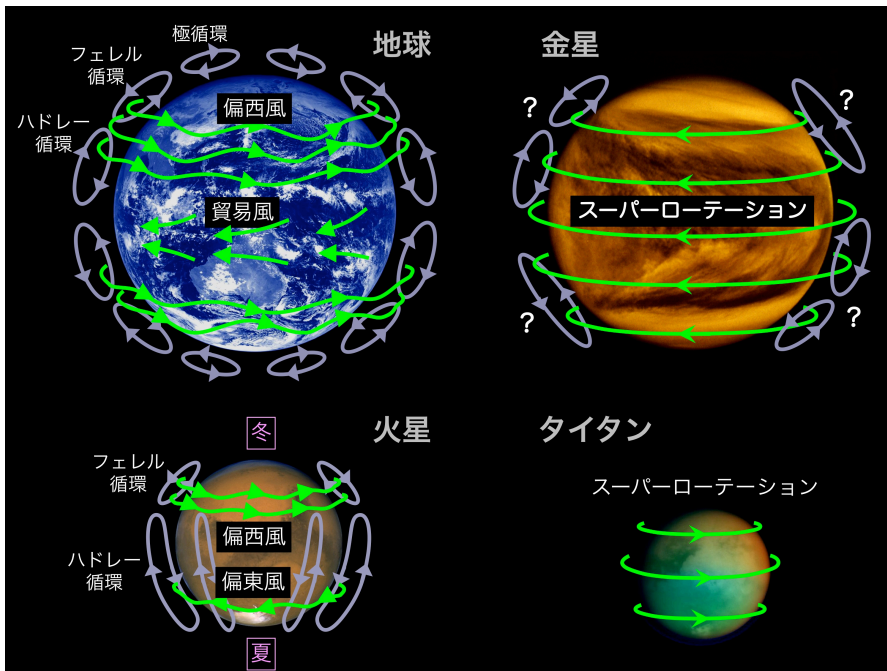 地球
極循環
フェレル
循環
ハドレー
循環
偏西風
貿易風
金星
?
?
スーパーローテーション
?
?
火星
冬
フェレル
循環
ハドレー
循環
偏西風
偏東風
夏
タイタン
スーパーローテーション